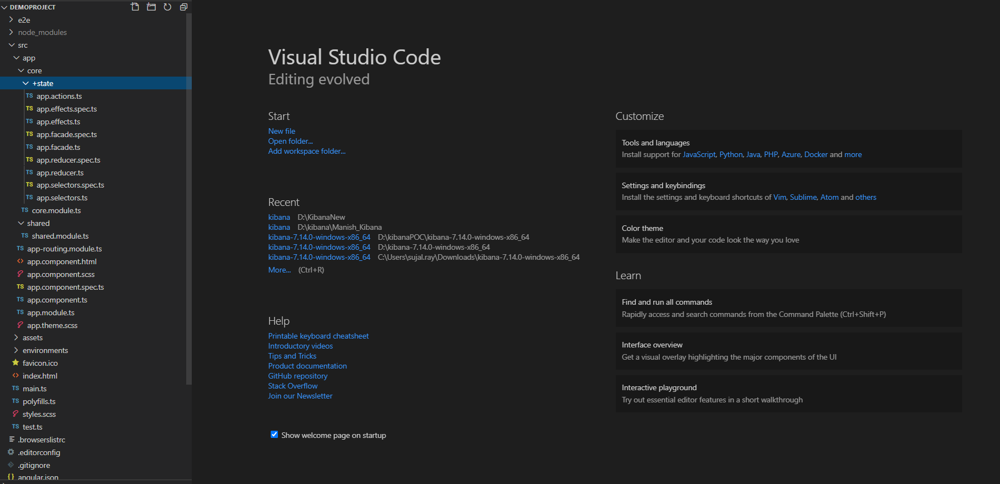 DEMOPROJECT
e2e
node_modules
src
app
core
+state
TS app.actions.ts
TS app.effects.spec.ts
TS app.effects.ts
TS app.facade.spec.ts
TS app.facade.ts
TS app.reducer.spec.ts
TS app.reducer.ts
TS app.selectors.spec.ts
TS app.selectors.ts
TS core.module.ts
shared
TS shared.module.ts
TS app-routing.module.ts
app.component.html
app.component.scss
TS app.component.spec.ts
TS app.component.ts
TS app.module.ts
app.theme.scss
assets
environments
favicon.ico
index.html
TS main.ts
TS polyfills.ts
styles.scss
TS test.ts
.browserslistrc
.editorconfig
.gitignore
{} angular.json
Visual Studio Code
Editing evolved
Start
New file
Open folder...
Add workspace folder...
Recent
kibana D:\KibanaNew
kibana D:\kibana\Manish_Kibana
kibana-7.14.0-windows-x86_64 D:\kibanaPOC\kibana-7.14.0-windows-x86_64
kibana-7.14.0-windows-x86_64 D:\kibana-7.14.0-windows-x86_64
kibana-7.14.0-windows-x86_64 C:\Users\sujal.ray\Downloads\kibana-7.14.0-windows-x86_64
More... (Ctrl+R)
Help
Printable keyboard cheatsheet
Introductory videos
Tips and Tricks
Product documentation
GitHub repository
Stack Overflow
Join our Newsletter
Show welcome page on startup
Customize
Tools and languages
Install support for JavaScript, Python, Java, PHP, Azure, Docker and more
Settings and keybindings
Install the settings and keyboard shortcuts of Vim, Sublime, Atom and others
Color theme
Make the editor and your code look the way you love
Learn
Find and run all commands
Rapidly access and search commands from the Command Palette (Ctrl+Shift+P)
Interface overview
Get a visual overlay highlighting the major components of the UI
Interactive playground
Try out essential editor features in a short walkthrough